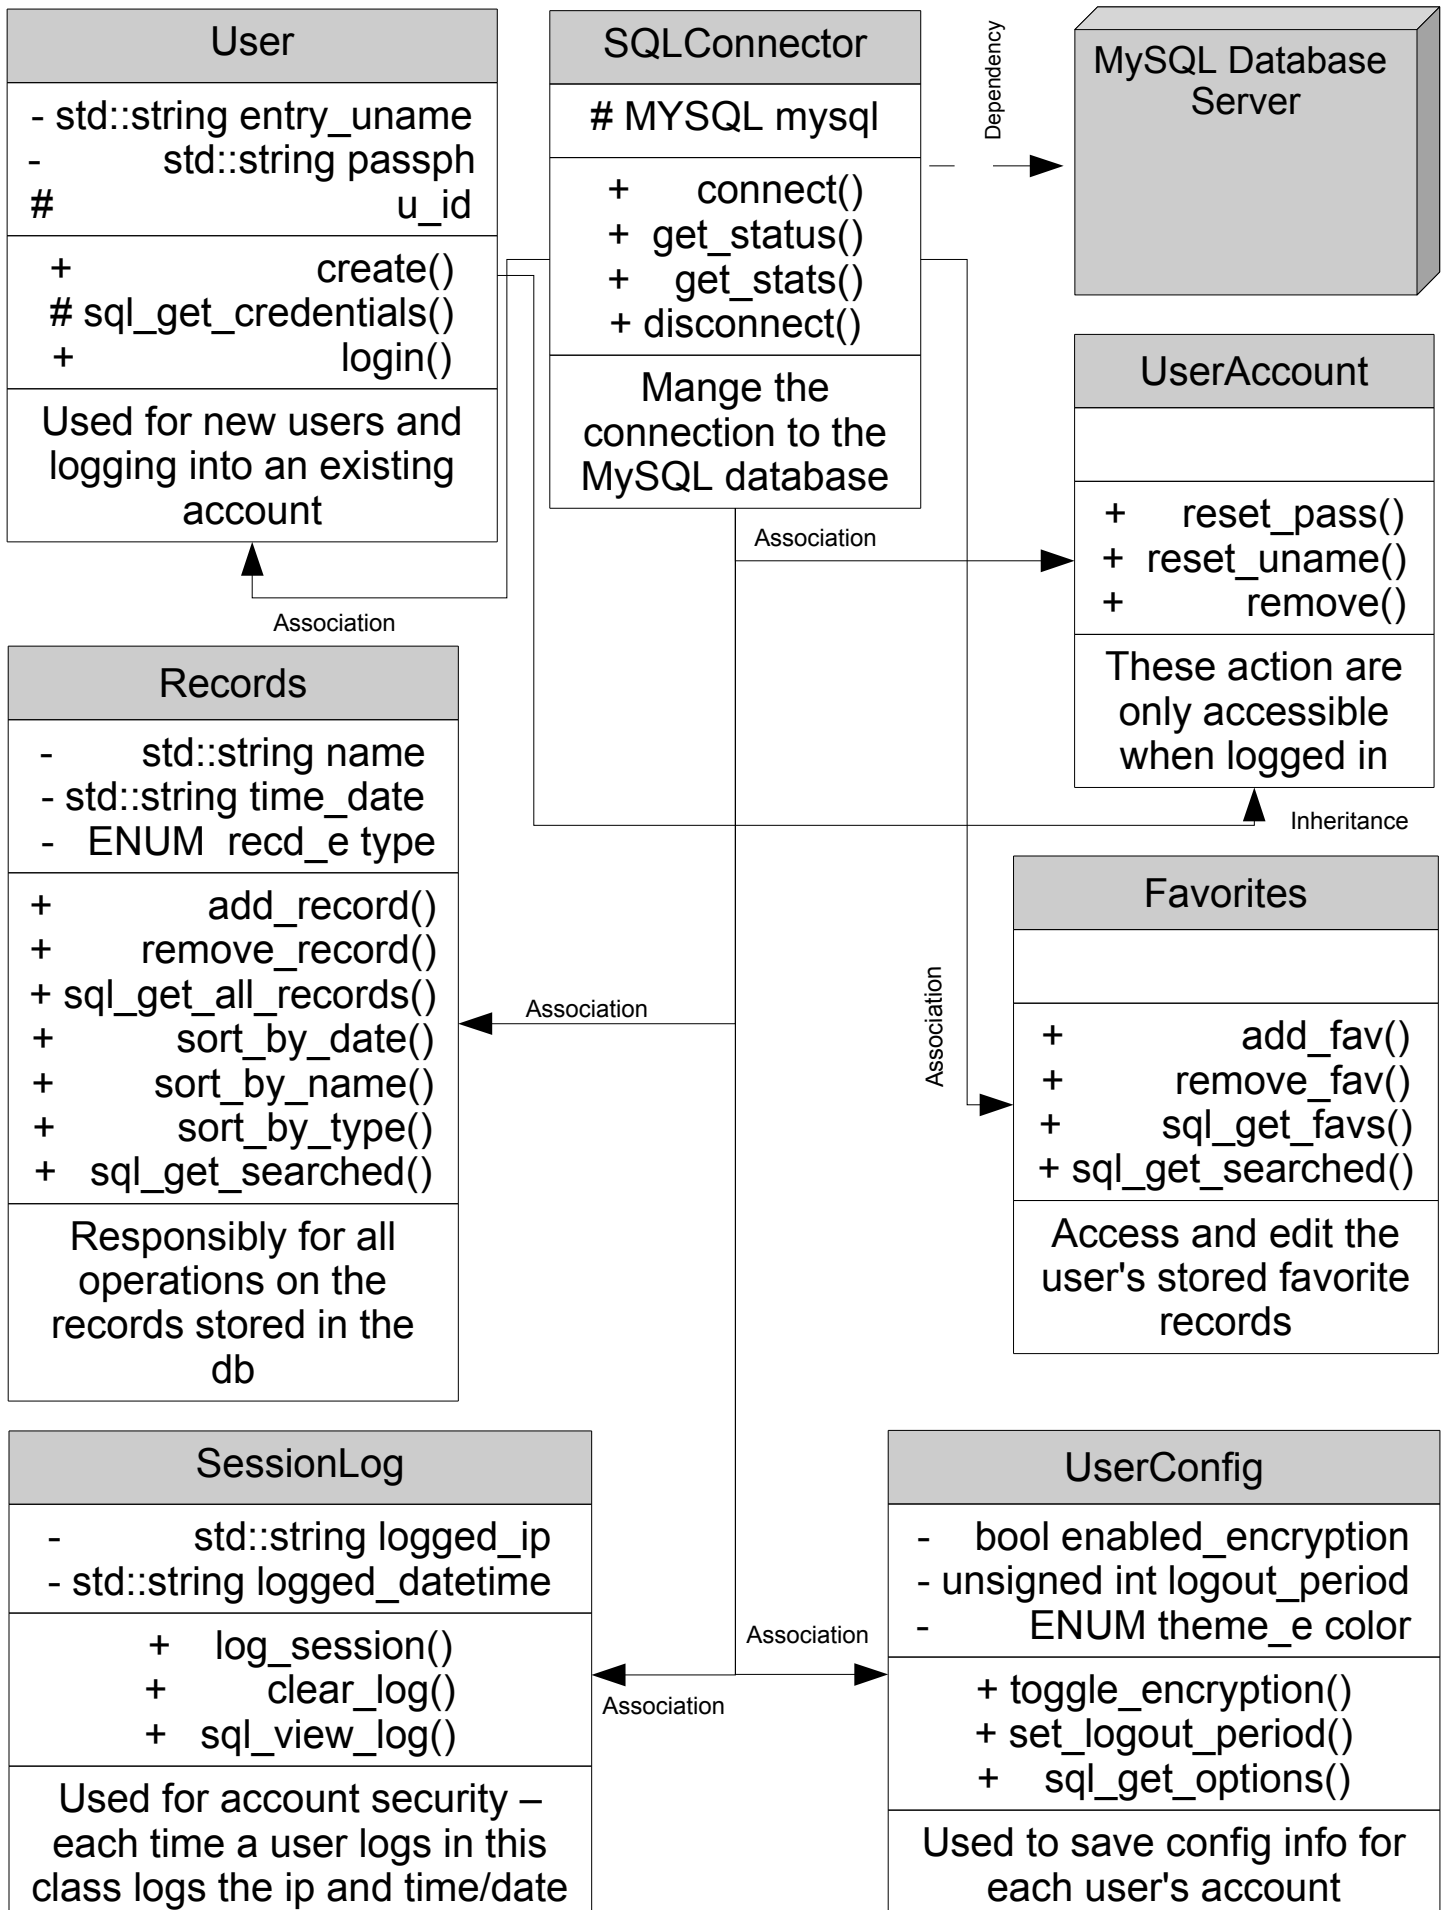 User
- std::string entry_uname
- std::string passph
# u_id
+ create()
# sql_get_credentials()
+ login()
Used for new users and
logging into an existing
account
SQLConnector
# MYSQL mysql
+ connect()
+ get_status()
+ get_stats()
+ disconnect()
Mange the
connection to the
MySQL database
Dependency
MySQL Database
Server
UserAccount
+ reset_pass()
+ reset_uname()
+ remove()
These action are
only accessible
when logged in
Association
Association
Inheritance
Records
- std::string name
- std::string time_date
- ENUM recd_e type
+ add_record()
+ remove_record()
+ sql_get_all_records()
+ sort_by_date()
+ sort_by_name()
+ sort_by_type()
+ sql_get_searched()
Responsibly for all
operations on the
records stored in the
db
Association
Association
Favorites
+ add_fav()
+ remove_fav()
+ sql_get_favs()
+ sql_get_searched()
Access and edit the
user's stored favorite
records
SessionLog
- std::string logged_ip
- std::string logged_datetime
+ log_session()
+ clear_log()
+ sql_view_log()
Used for account security –
each time a user logs in this
class logs the ip and time/date
Association
Association
UserConfig
- bool enabled_encryption
- unsigned int logout_period
- ENUM theme_e color
+ toggle_encryption()
+ set_logout_period()
+ sql_get_options()
Used to save config info for
each user's account